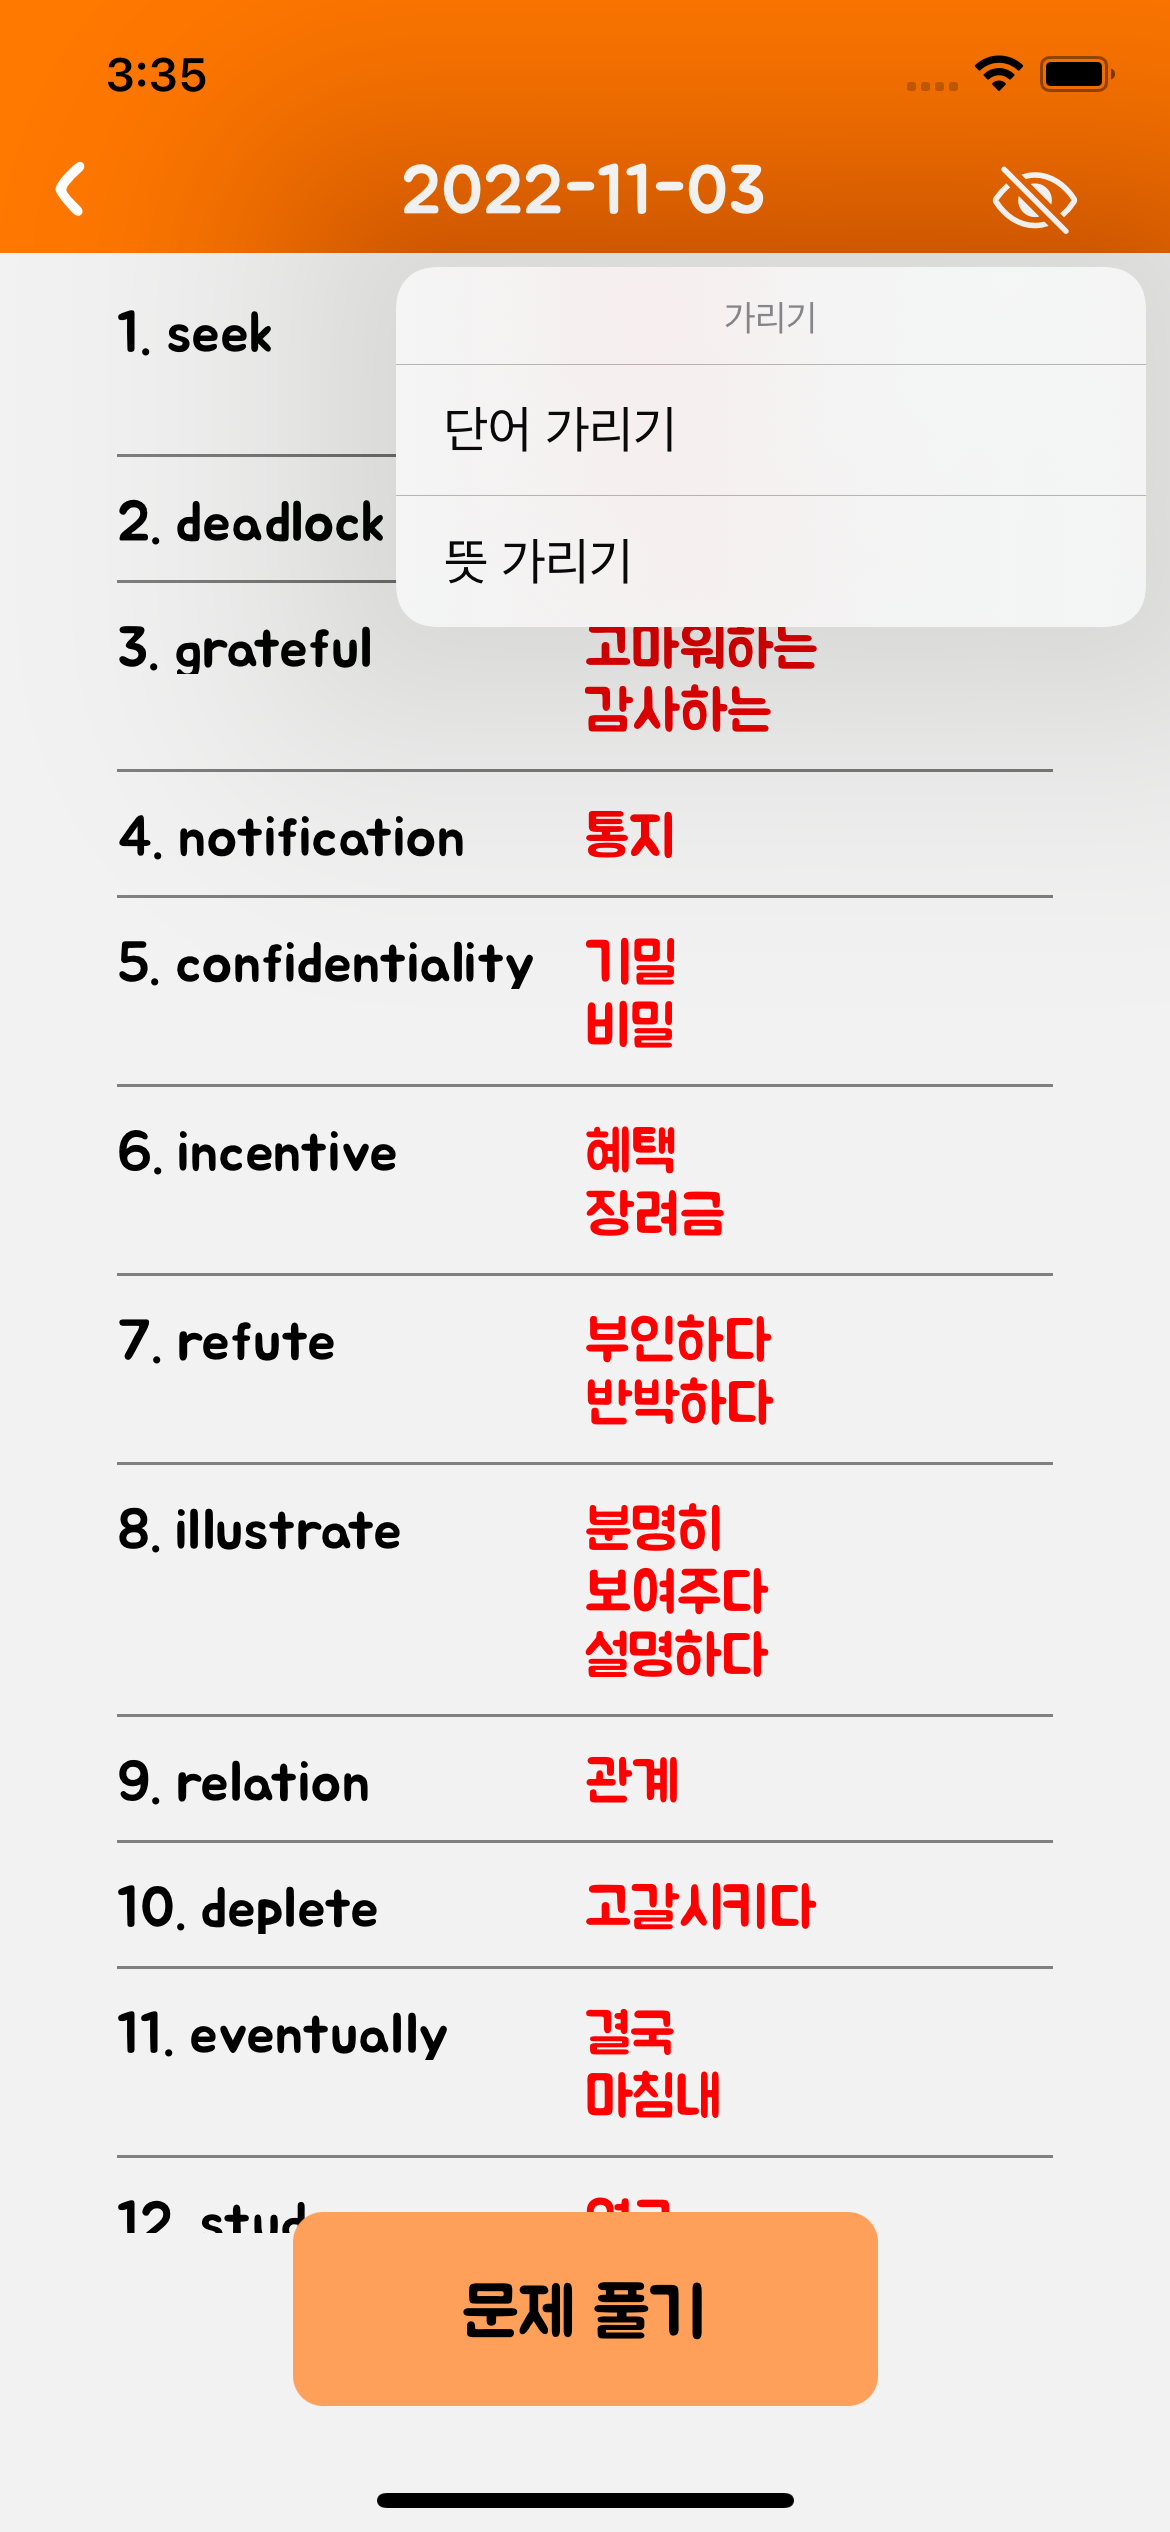 3:35
2022-11-03
가리기
단어 가리기
뜻 가리기
1. seek
2. deadlock
3. grateful 고마워하는
감사하는
4. notification 통지
5. confidentiality 기밀
비밀
6. incentive 혜택
장려금
7. refute 부인하다
반박하다
8. illustrate 분명히
보여주다
설명하다
9. relation 관계
10. deplete 고갈시키다
11. eventually 결국
마침내
12.
문제 풀기